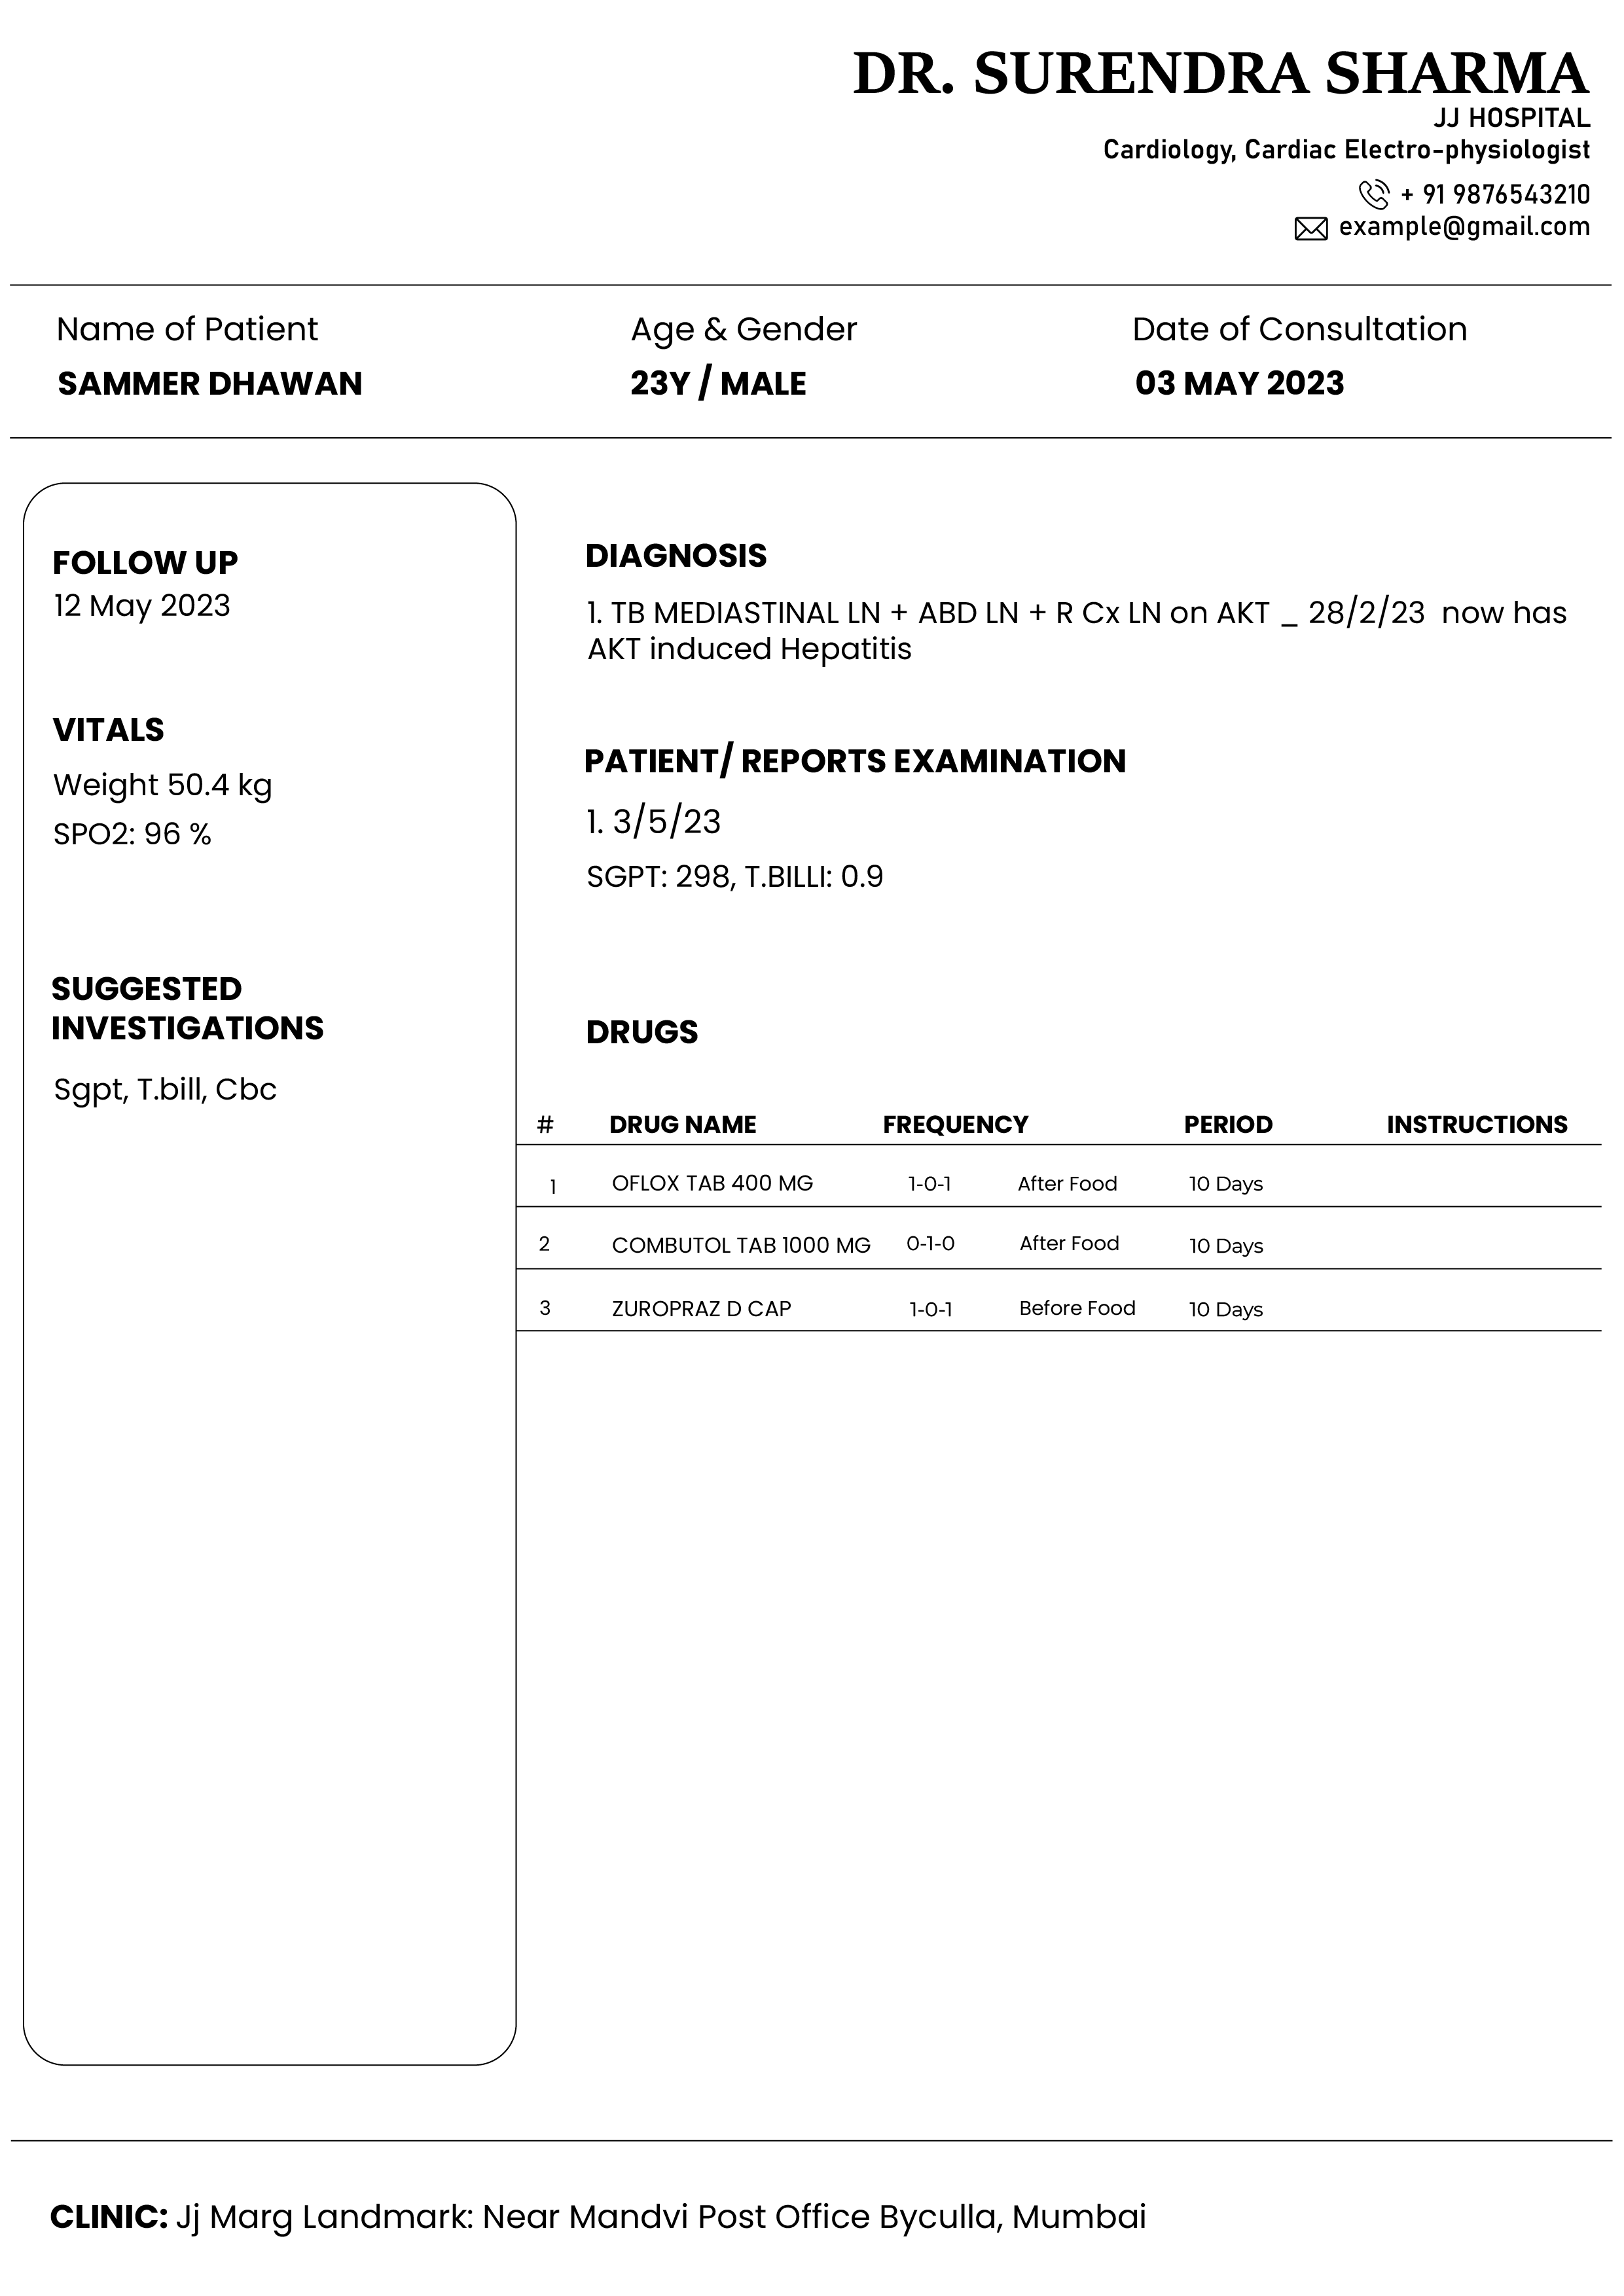 DR. SURENDRA SHARMA
JJ HOSPITAL
Cardiology, Cardiac Electro-physiologist
+ 91 9876543210
example@gmail.com
Name of Patient Age & Gender Date of Consultation
SAMMER DHAWAN 23Y / MALE 03 MAY 2023
FOLLOW UP
12 May 2023
VITALS
Weight 50.4 kg
SPO2: 96 %
SUGGESTED
INVESTIGATIONS
Sgpt, T.bill, Cbc
DIAGNOSIS
1. TB MEDIASTINAL LN + ABD LN + R Cx LN on AKT _ 28/2/23 now has
AKT induced Hepatitis
PATIENT/ REPORTS EXAMINATION
1. 3/5/23
SGPT: 298, T.BILLI: 0.9
DRUGS
# DRUG NAME FREQUENCY PERIOD INSTRUCTIONS
1 OFLOX TAB 400 MG 1-0-1 After Food 10 Days
2 COMBUTOL TAB 1000 MG 0-1-0 After Food 10 Days
3 ZUROPRAZ D CAP 1-0-1 Before Food 10 Days
CLINIC: Jj Marg Landmark: Near Mandvi Post Office Byculla, Mumbai